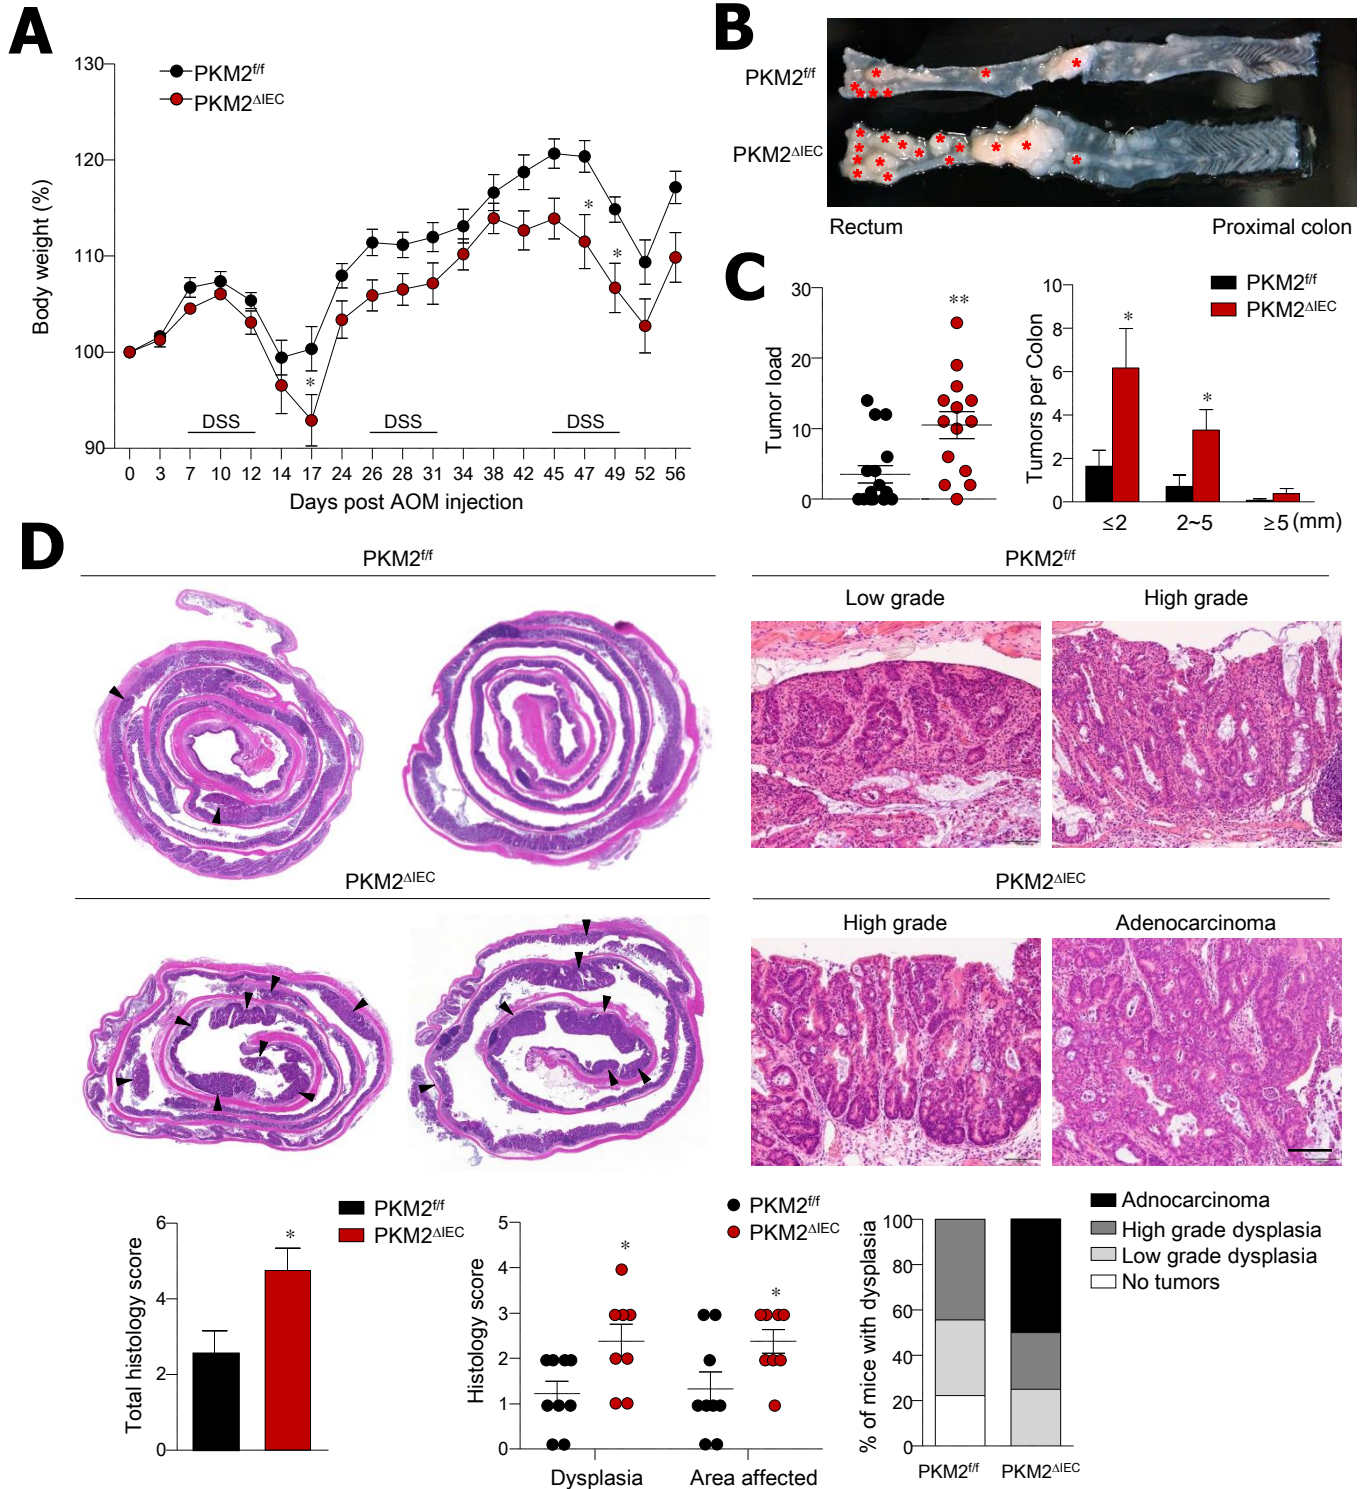 A
PKM2f/f
PKM2ΔIEC
Body weight (%)
130
120
110
100
90
*
*
*
DSS
DSS
DSS
0 3 7 10 12 14 17 24 26 28 31 34 38 42 45 47 49 52 56
Days post AOM injection
B
PKM2f/f
PKM2ΔIEC
Rectum
Proximal colon
C
Tumor load
30
20
10
0
**
Tumors per Colon
10
8
6
4
2
0
PKM2f/f
PKM2ΔIEC
*
*
≤2 2~5 ≥5 (mm)
D
PKM2f/f
PKM2f/f
Low grade
High grade
PKM2ΔIEC
PKM2ΔIEC
High grade
Adenocarcinoma
Total histology score
6
4
2
0
PKM2f/f
PKM2ΔIEC
*
Histology score
5
4
3
2
1
0
PKM2f/f
PKM2ΔIEC
*
*
Dysplasia
Area affected
% of mice with dysplasia
100
80
60
40
20
0
Adnocarcinoma
High grade dysplasia
Low grade dysplasia
No tumors
PKM2f/f
PKM2ΔIEC